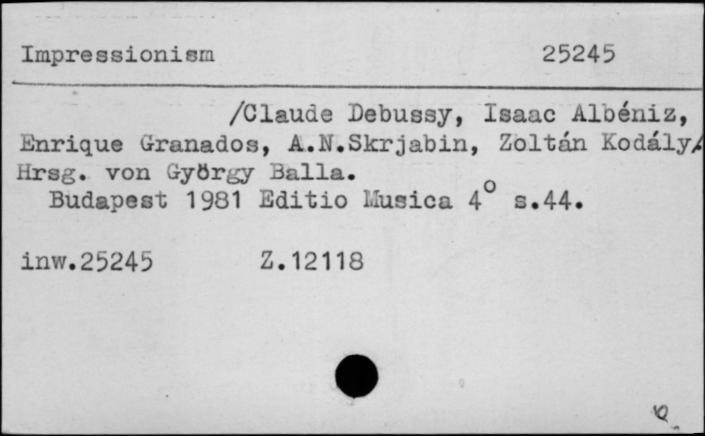 Impressionism 25245
/Claude Debussy, Isaac Albéniz,
Enrique Granados, A.N.Skrjabin, Zoltán Kodály/.
Hrsg. von György Balla.
Budapest 1981 Editio Musica 4° s.44.
inw.25245 Z.12118